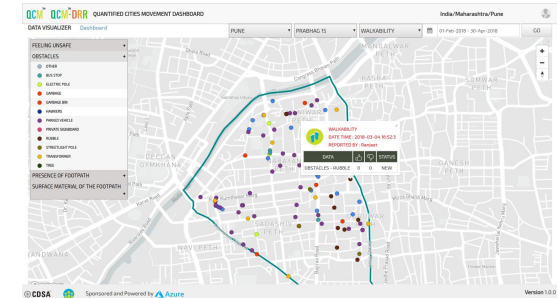 QCM QCM-DRR QUANTIFIED CITIES MOVEMENT DASHBOARD
India/Maharashtra/Pune
DATA VISUALIZER Dashboard
PUNE
PRABHAG 15
WALKABILITY
01-Feb-2018 - 30-Apr-2018
GO
FEELING UNSAFE +
OBSTACLES -
OTHER
BUS STOP
ELECTRIC POLE
GARBAGE
GARBAGE BIN
HAWKERS
PARKED VEHICLE
PRIVATE SIGNBOARD
RUBBLE
STREETLIGHT POLE
TRANSFORMER
TREE
PRESENCE OF FOOTPATH +
SURFACE MATERIAL OF THE FOOTPATH +
MANGALWAR
PETH
KASBA
PETH
SOMWAR
PETH
SHANIWAR
DECCAN
GYMKHANA
GANESH
PETH
SADASHIV
PETH
NAVI PETH
WALKABILITY
DATE TIME: 2018-03-04 16:52:3
REPORTED BY: Ranjeet
DATA STATUS
OBSTACLES - RUBBLE 0 0 NEW
CDSA
Sponsored and Powered by Azure
Version 1.0.0